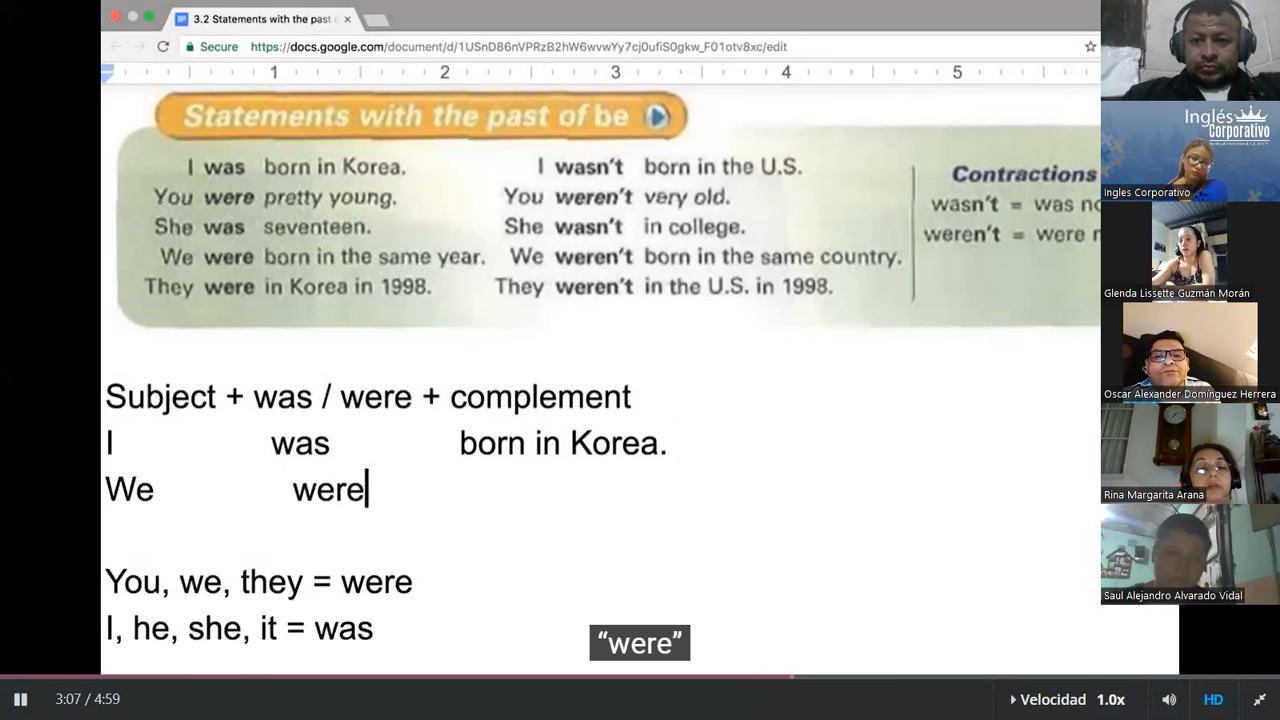 3.2 Statements with the past
Secure https://docs.google.com/document/d/1USnD86nVPRzB2hW6wvwYy7cj0ufiS0gkw_F01otv8xc/edit
1 2 3 4 5
Statements with the past of be
I was born in Korea.
You were pretty young.
She was seventeen.
We were born in the same year.
They were in Korea in 1998.
I wasn't born in the U.S.
You weren't very old.
She wasn't in college.
We weren't born in the same country.
They weren't in the U.S. in 1998.
Contractions
wasn't = was no
weren't = were n
Subject + was / were + complement
I was born in Korea.
We were
You, we, they = were
I, he, she, it = was
“were”
3:07 / 4:59
Velocidad 1.0x
HD
Inglés
Corporativo
Ingles Corporativo
Glenda Lissette Guzmán Morán
Oscar Alexander Domínguez Herrera
Rina Margarita Arana
Saul Alejandro Alvarado Vidal